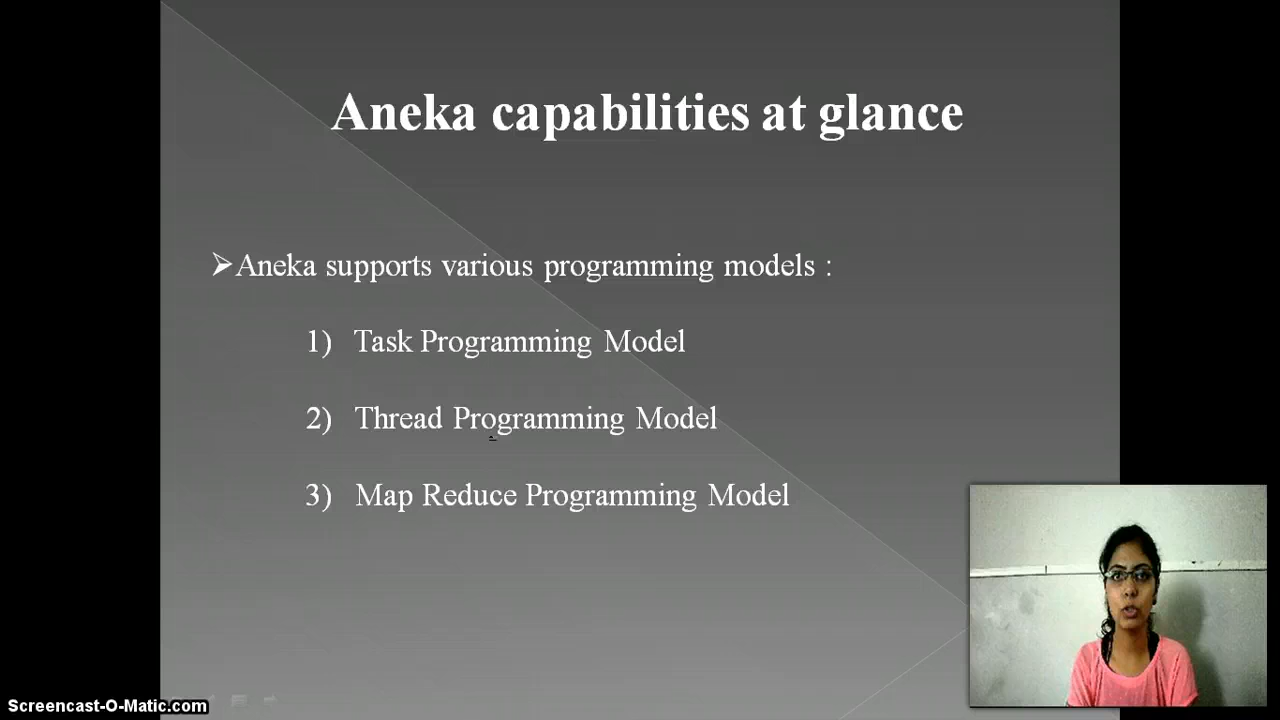 Aneka capabilities at glance
➢Aneka supports various programming models :
1) Task Programming Model
2) Thread Programming Model
3) Map Reduce Programming Model
Screencast-O-Matic.com